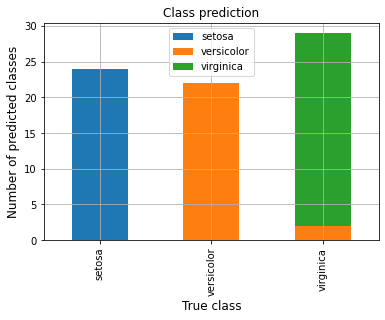 Class prediction
setosa
versicolor
virginica
Number of predicted classes
30
25
20
15
10
5
0
setosa
versicolor
virginica
True class